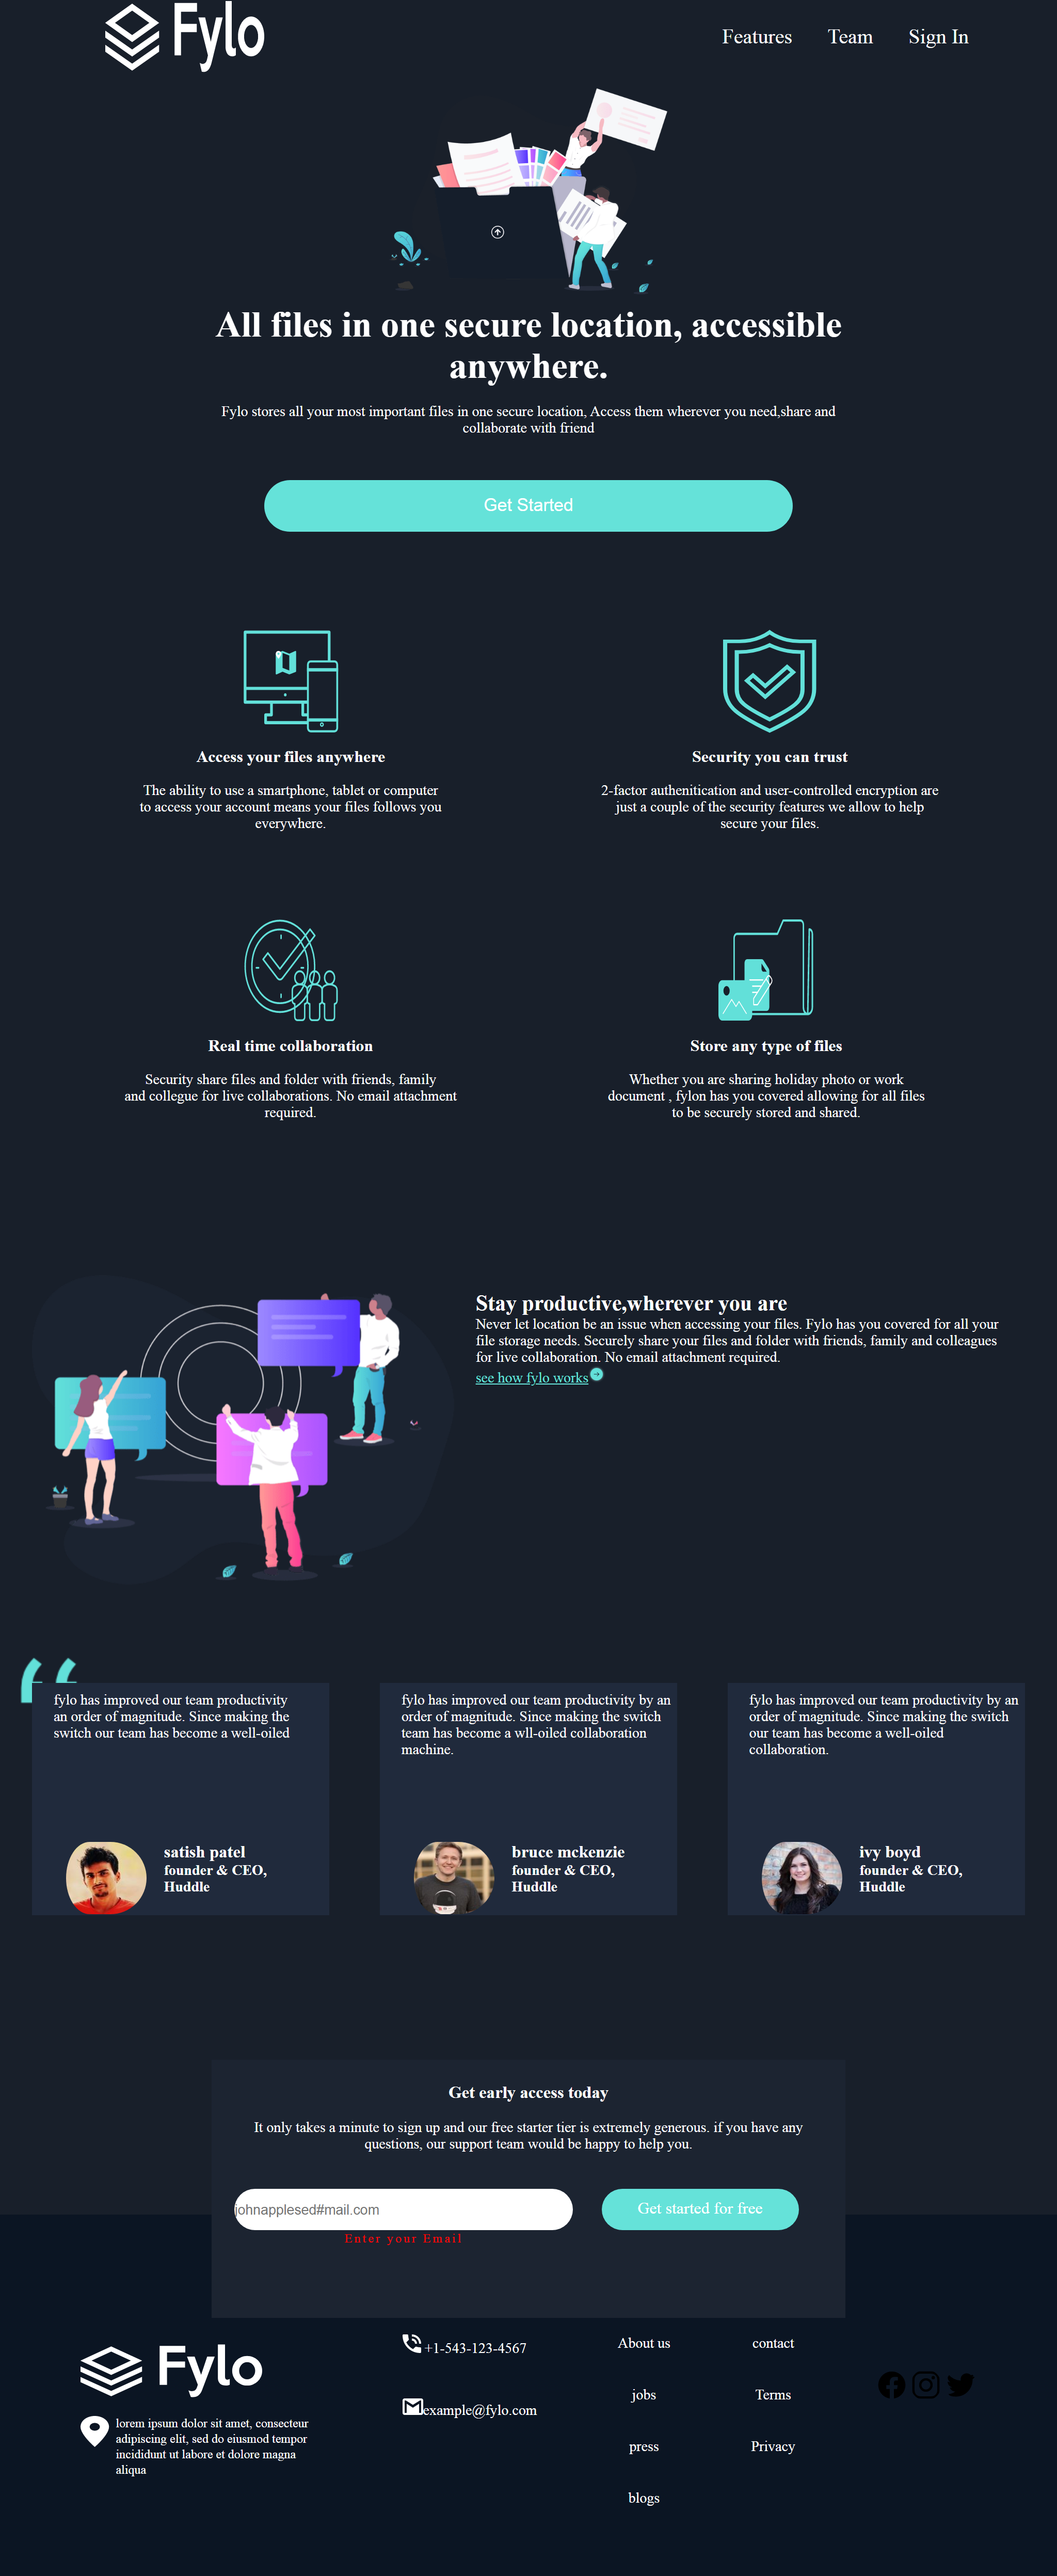 Fylo
Features
Team
Sign In
All files in one secure location, accessible
anywhere.
Fylo stores all your most important files in one secure location, Access them wherever you need,share and
collaborate with friend
Get Started
Access your files anywhere
The ability to use a smartphone, tablet or computer
to access your account means your files follows you
everywhere.
Security you can trust
2-factor authenitication and user-controlled encryption are
just a couple of the security features we allow to help
secure your files.
Real time collaboration
Security share files and folder with friends, family
and collegue for live collaborations. No email attachment
required.
Store any type of files
Whether you are sharing holiday photo or work
document , fylon has you covered allowing for all files
to be securely stored and shared.
Stay productive,wherever you are
Never let location be an issue when accessing your files. Fylo has you covered for all your
file storage needs. Securely share your files and folder with friends, family and colleagues
for live collaboration. No email attachment required.
see how fylo works
fylo has improved our team productivity
an order of magnitude. Since making the
switch our team has become a well-oiled
satish patel
founder & CEO,
Huddle
fylo has improved our team productivity by an
order of magnitude. Since making the switch
team has become a wll-oiled collaboration
machine.
bruce mckenzie
founder & CEO,
Huddle
fylo has improved our team productivity by an
order of magnitude. Since making the switch
our team has become a well-oiled
collaboration.
ivy boyd
founder & CEO,
Huddle
Get early access today
It only takes a minute to sign up and our free starter tier is extremely generous. if you have any
questions, our support team would be happy to help you.
johnapplesed#mail.com
Get started for free
Enter your Email
Fylo
lorem ipsum dolor sit amet, consecteur
adipiscing elit, sed do eiusmod tempor
incididunt ut labore et dolore magna
aliqua
+1-543-123-4567
example@fylo.com
About us
jobs
press
blogs
contact
Terms
Privacy